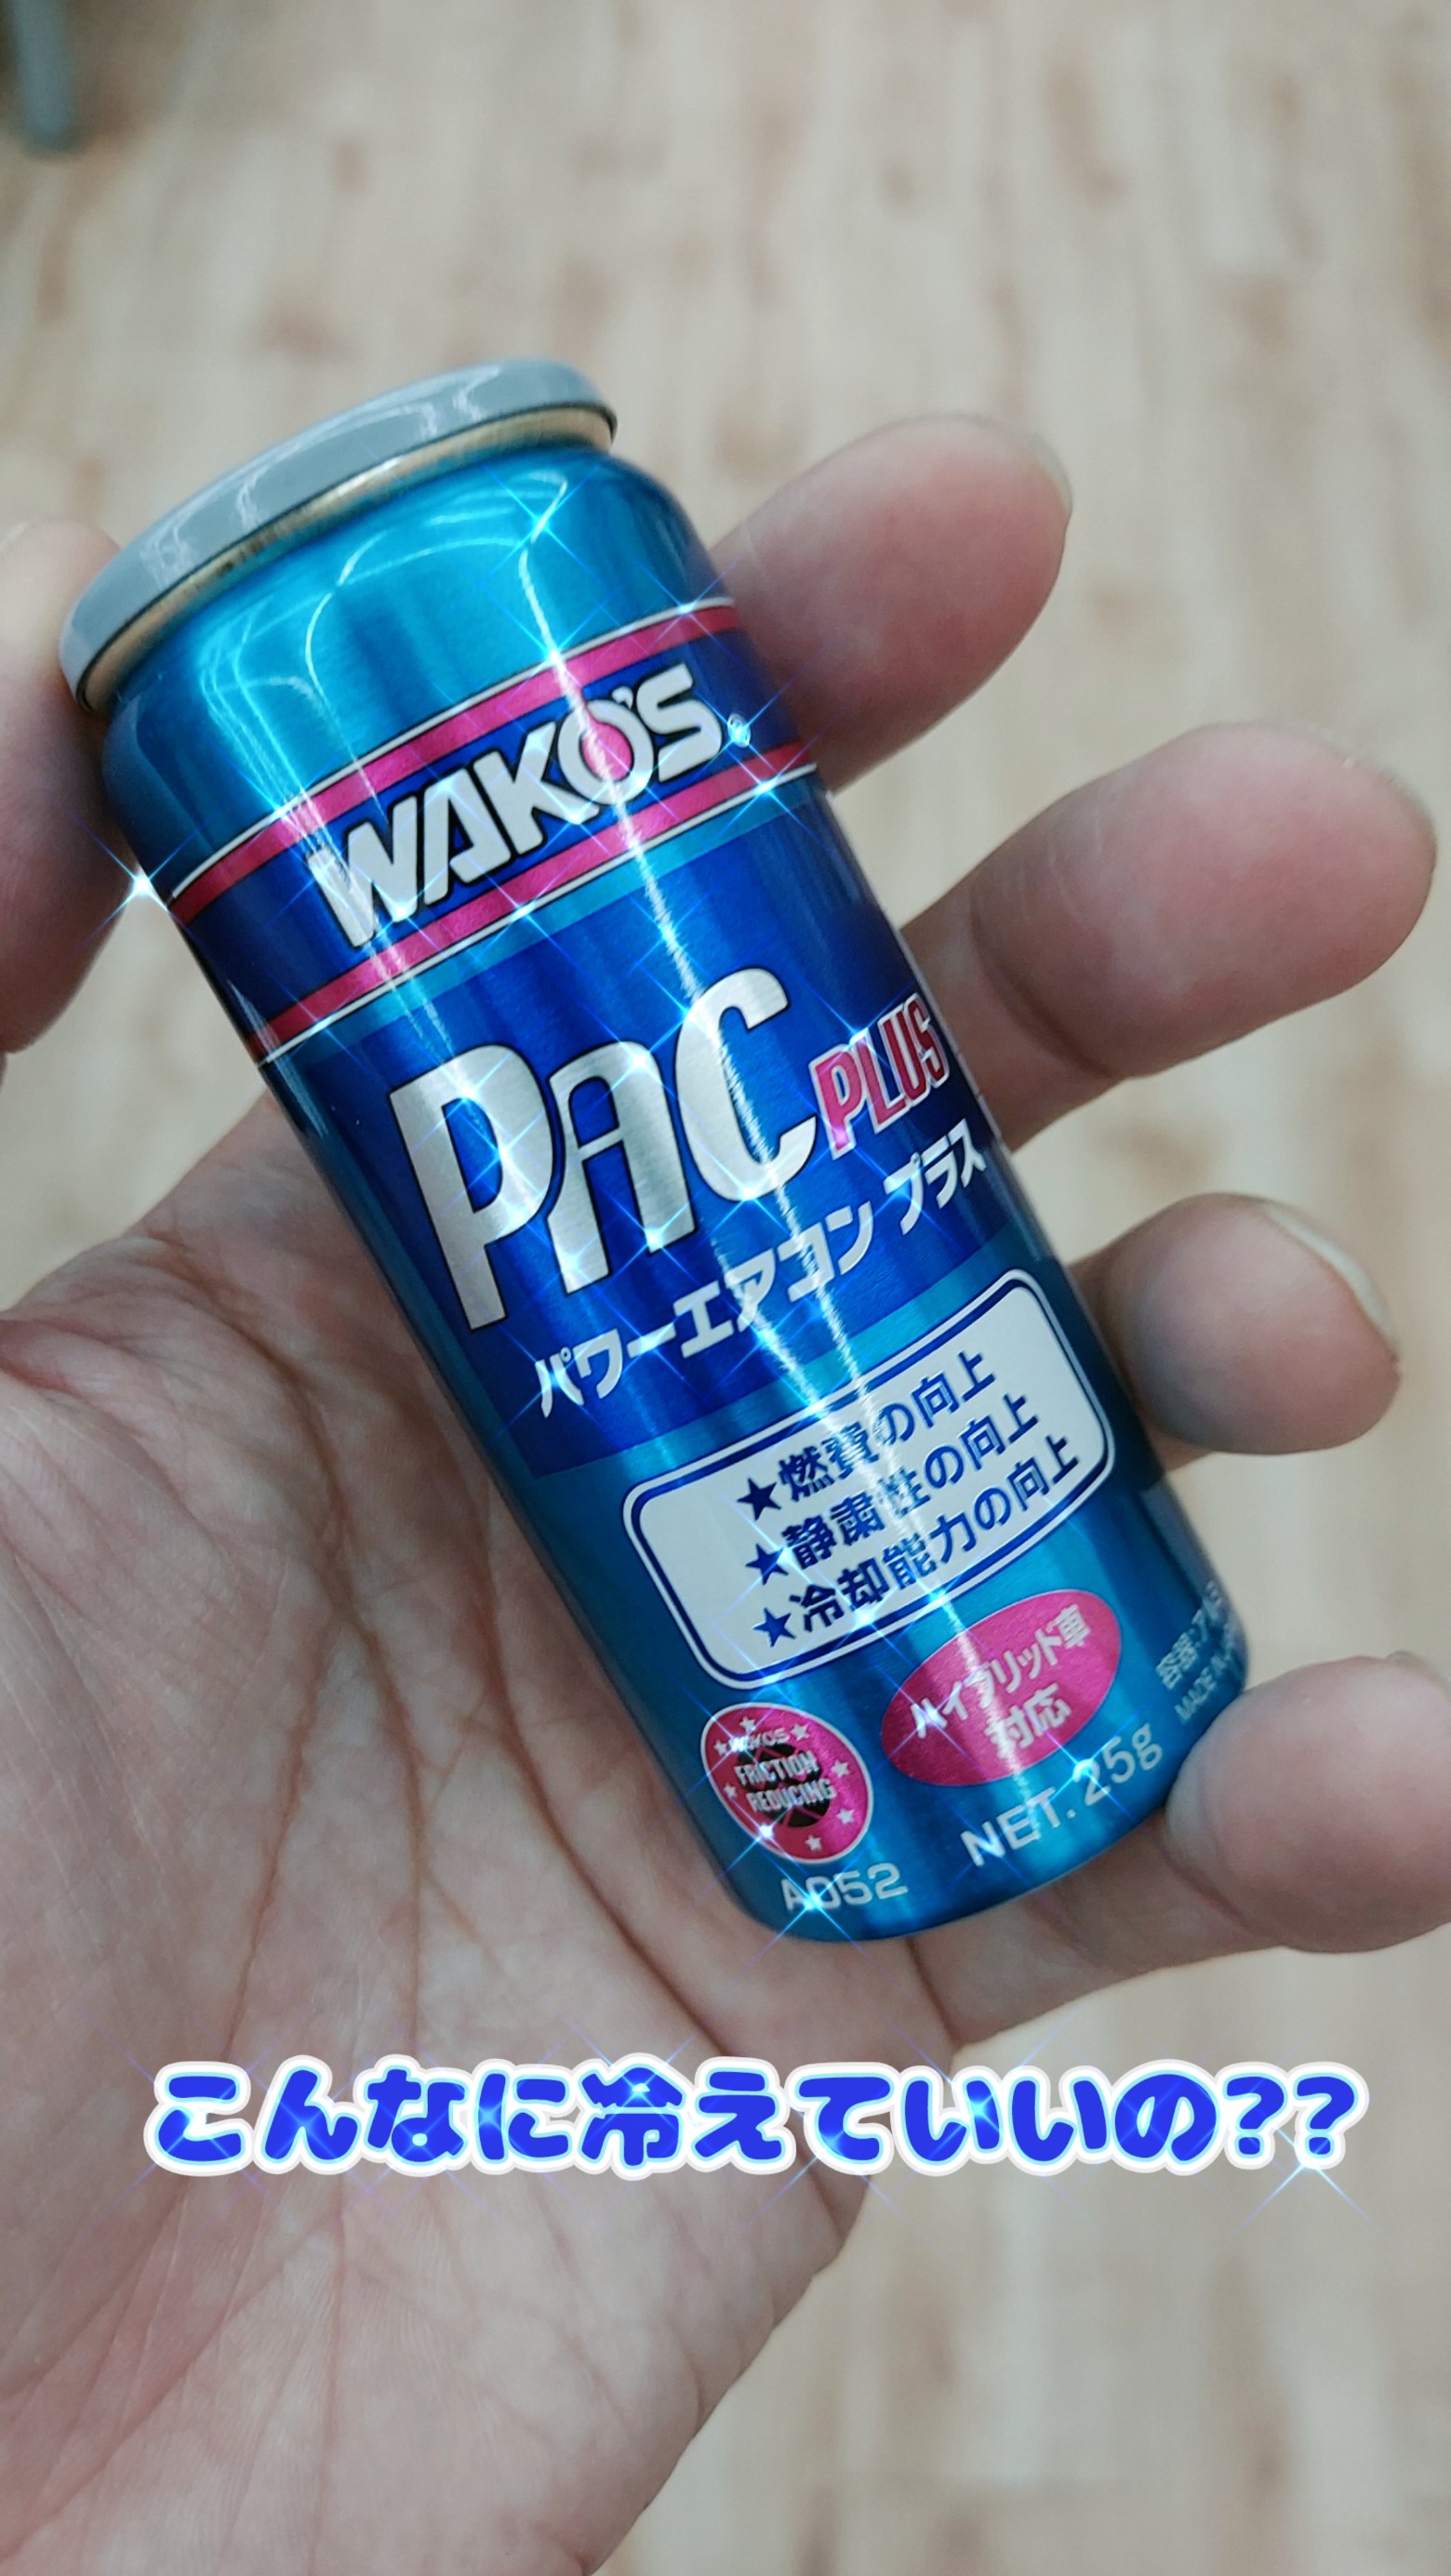 WAKO'S®
PAC PLUS
パワーエアコン プラス
★燃費の向上
★静粛性の向上
★冷却能力の向上
ハイブリッド車
対応
WAKO'S
FRICTION
REDUCING
A052
NET. 25g
MADE
こんなに冷えていいの??